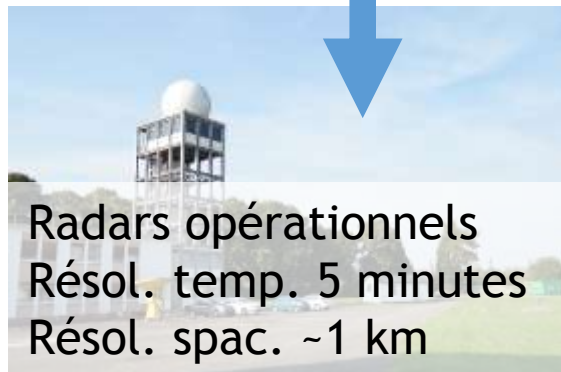 Radars opérationnels
Résol. temp. 5 minutes
Résol. spac. ~1 km